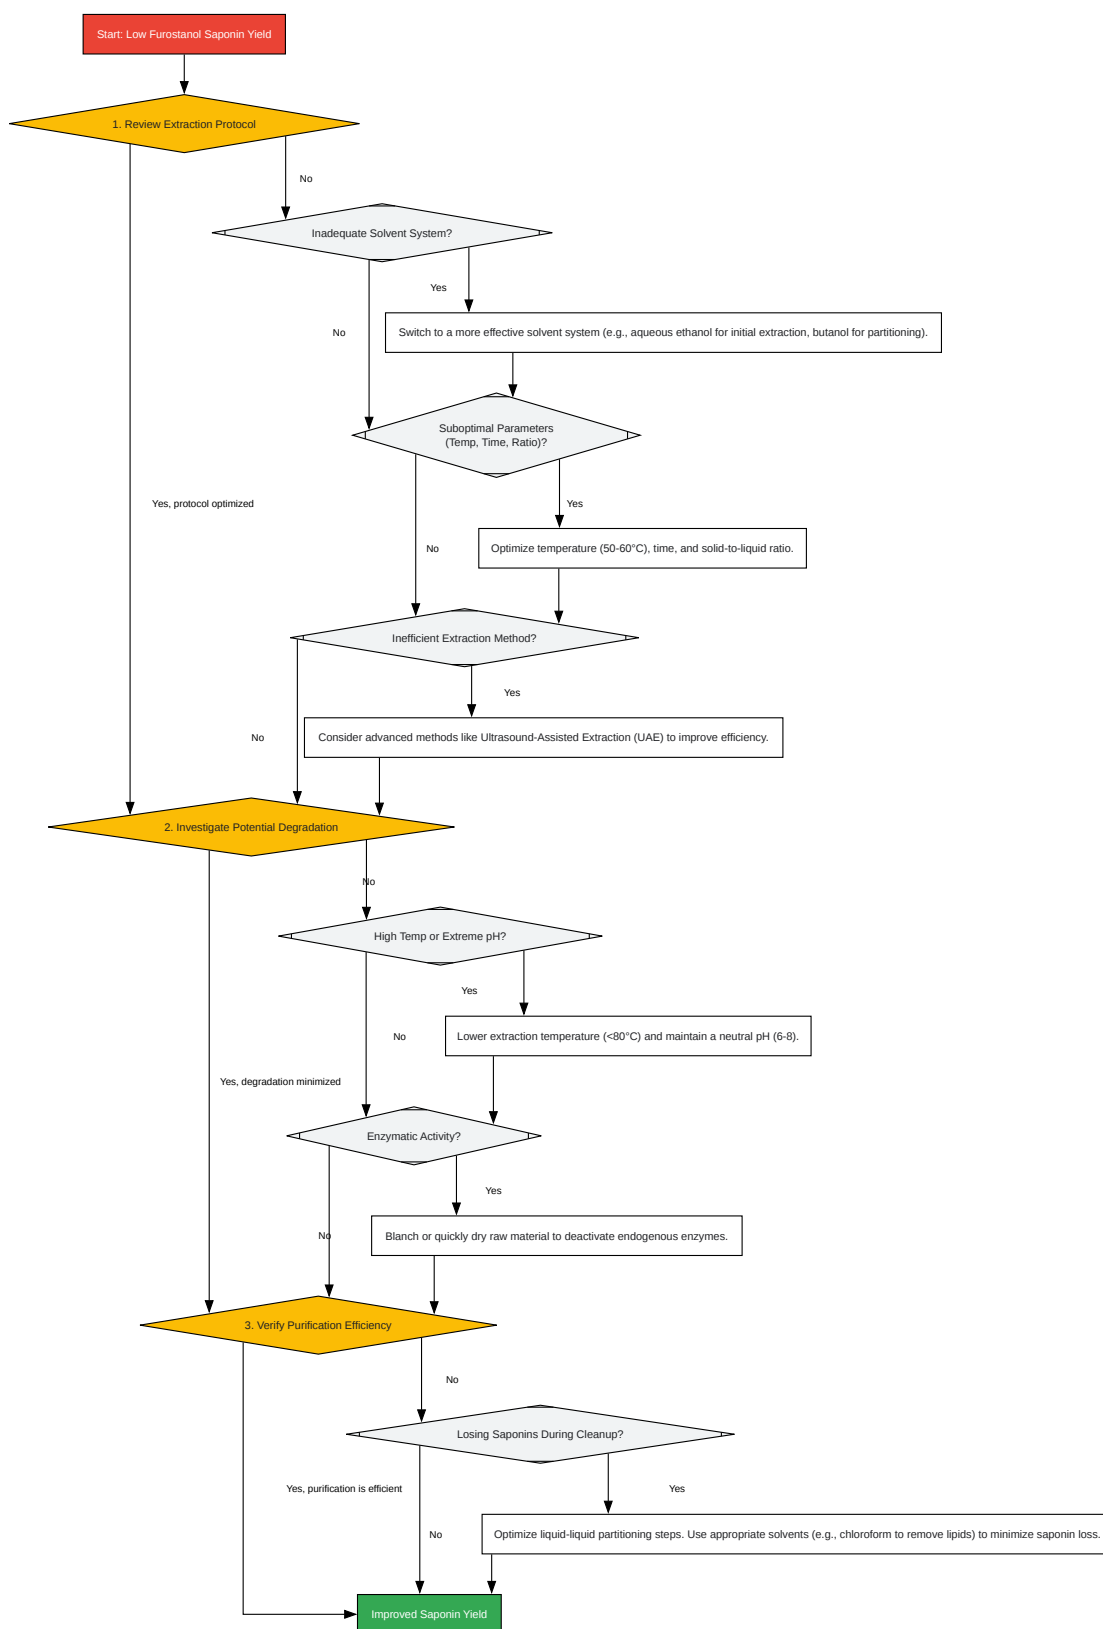 Start: Low Furostanol Saponin Yield
1. Review Extraction Protocol
No
Inadequate Solvent System?
Yes
No
Switch to a more effective solvent system (e.g., aqueous ethanol for initial extraction, butanol for partitioning).
Suboptimal Parameters
(Temp, Time, Ratio)?
Yes, protocol optimized
Yes
No
Optimize temperature (50-60°C), time, and solid-to-liquid ratio.
Inefficient Extraction Method?
Yes
No
Consider advanced methods like Ultrasound-Assisted Extraction (UAE) to improve efficiency.
2. Investigate Potential Degradation
No
High Temp or Extreme pH?
Yes
No
Lower extraction temperature (<80°C) and maintain a neutral pH (6-8).
Yes, degradation minimized
Enzymatic Activity?
Yes
No
Blanch or quickly dry raw material to deactivate endogenous enzymes.
3. Verify Purification Efficiency
No
Losing Saponins During Cleanup?
Yes, purification is efficient
Yes
No
Optimize liquid-liquid partitioning steps. Use appropriate solvents (e.g., chloroform to remove lipids) to minimize saponin loss.
Improved Saponin Yield